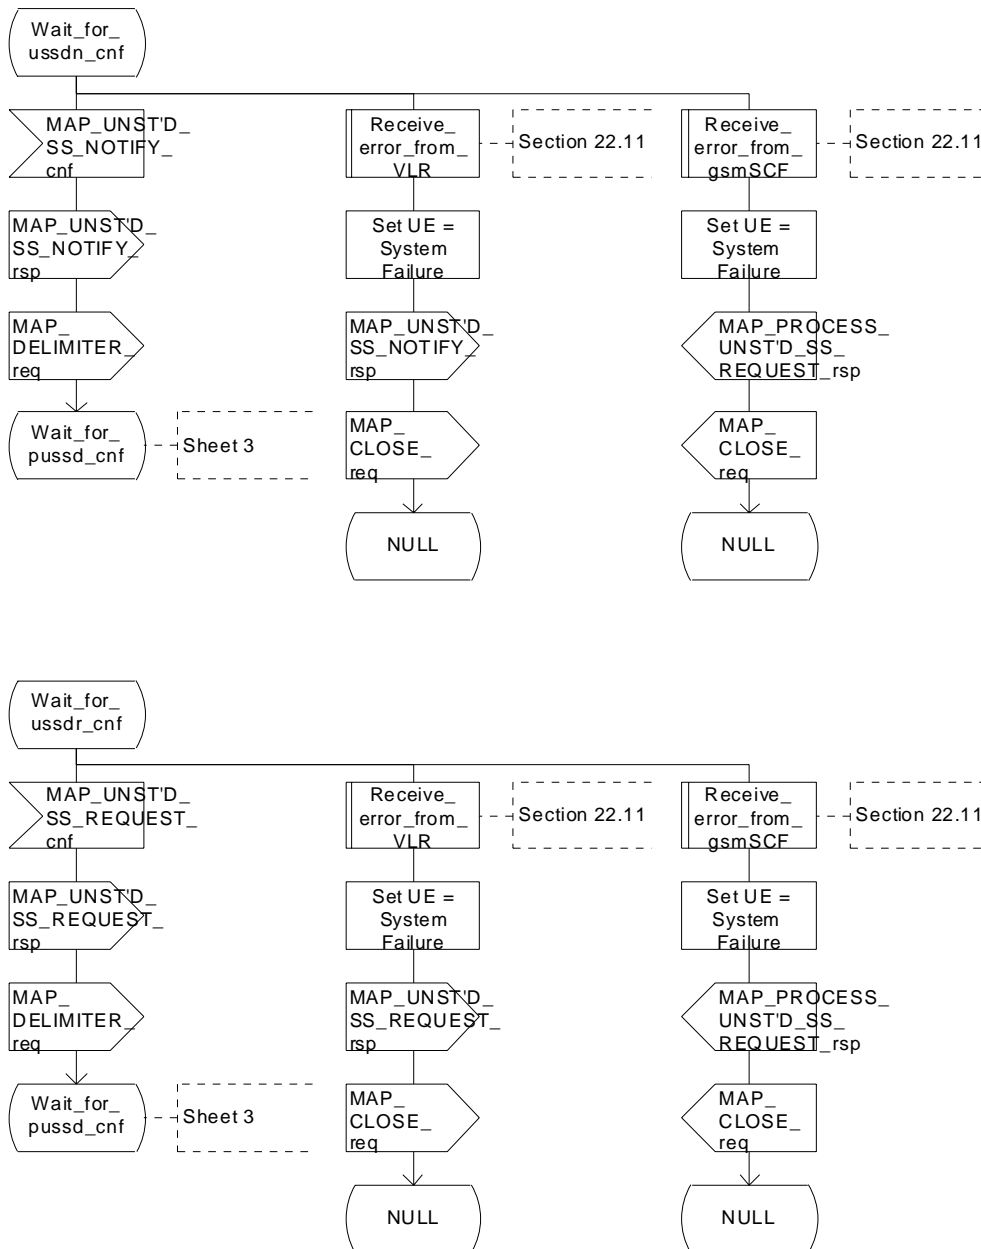 Wait_for_
ussdn_cnf
MAP_UNST'D_
SS_NOTIFY_
cnf
Receive_
error_from_
VLR
Section 22.11
Receive_
error_from_
gsmSCF
Section 22.11
MAP_UNST'D_
SS_NOTIFY_
rsp
Set UE =
System
Failure
Set UE =
System
Failure
MAP_
DELIMITER_
req
MAP_UNST'D_
SS_NOTIFY_
rsp
MAP_PROCESS_
UNST'D_SS_
REQUEST_rsp
Wait_for_
pussd_cnf
Sheet 3
MAP_
CLOSE_
req
MAP_
CLOSE_
req
NULL
NULL
Wait_for_
ussdr_cnf
MAP_UNST'D_
SS_REQUEST_
cnf
Receive_
error_from_
VLR
Section 22.11
Receive_
error_from_
gsmSCF
Section 22.11
MAP_UNST'D_
SS_REQUEST_
rsp
Set UE =
System
Failure
Set UE =
System
Failure
MAP_
DELIMITER_
req
MAP_UNST'D_
SS_REQUEST_
rsp
MAP_PROCESS_
UNST'D_SS_
REQUEST_rsp
Wait_for_
pussd_cnf
Sheet 3
MAP_
CLOSE_
req
MAP_
CLOSE_
req
NULL
NULL